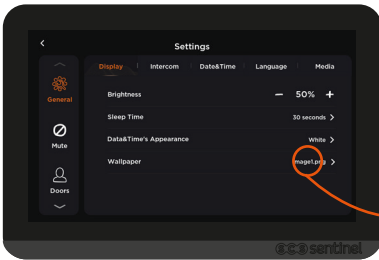 Settings
Display Intercom Date&Time Language Media
General
Brightness 50%
Sleep Time 30 seconds
Mute
Data&Time's Appearance White
Wallpaper image1.png
Doors
sentinel